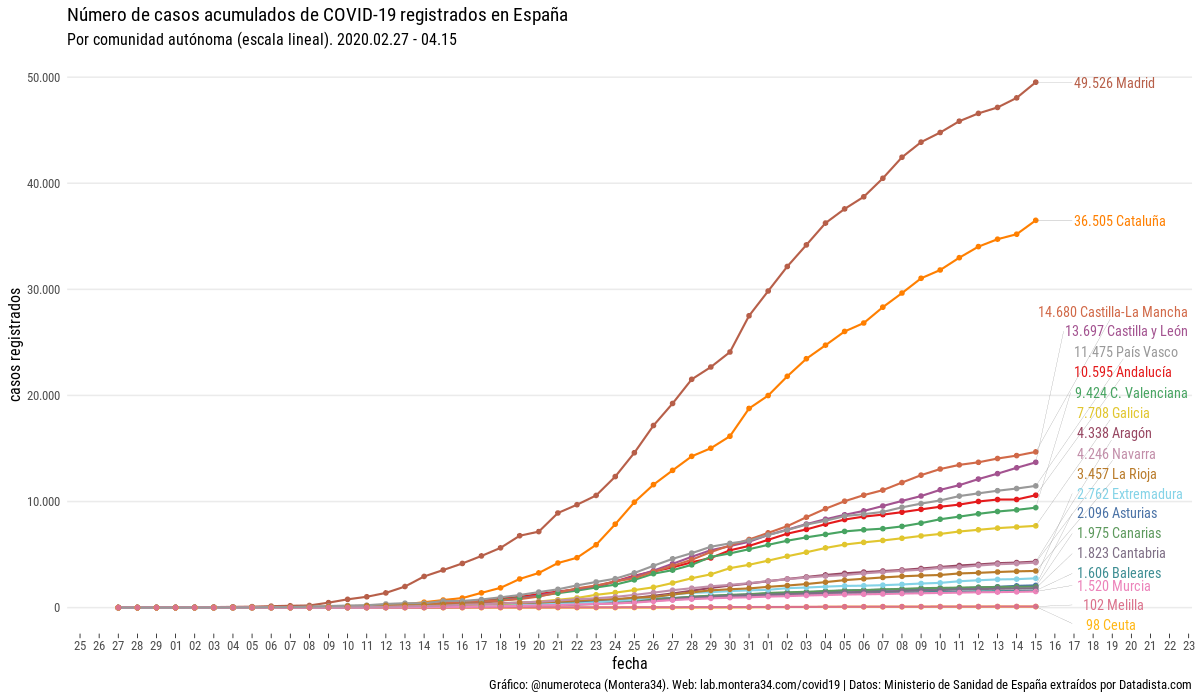 Número de casos acumulados de COVID-19 registrados en España
Por comunidad autónoma (escala lineal). 2020.02.27 - 04.15
50.000
40.000
30.000
20.000
10.000
0
casos registrados
49.526 Madrid
36.505 Cataluña
14.680 Castilla-La Mancha
13.697 Castilla y León
11.475 País Vasco
10.595 Andalucía
9.424 C. Valenciana
7.708 Galicia
4.338 Aragón
4.246 Navarra
3.457 La Rioja
2.762 Extremadura
2.096 Asturias
1.975 Canarias
1.823 Cantabria
1.606 Baleares
1.520 Murcia
102 Melilla
98 Ceuta
25 26 27 28 29 01 02 03 04 05 06 07 08 09 10 11 12 13 14 15 16 17 18 19 20 21 22 23 24 25 26 27 28 29 30 31 01 02 03 04 05 06 07 08 09 10 11 12 13 14 15 16 17 18 19 20 21 22 23
fecha
Gráfico: @numeroteca (Montera34). Web: lab.montera34.com/covid19 | Datos: Ministerio de Sanidad de España extraídos por Datadista.com